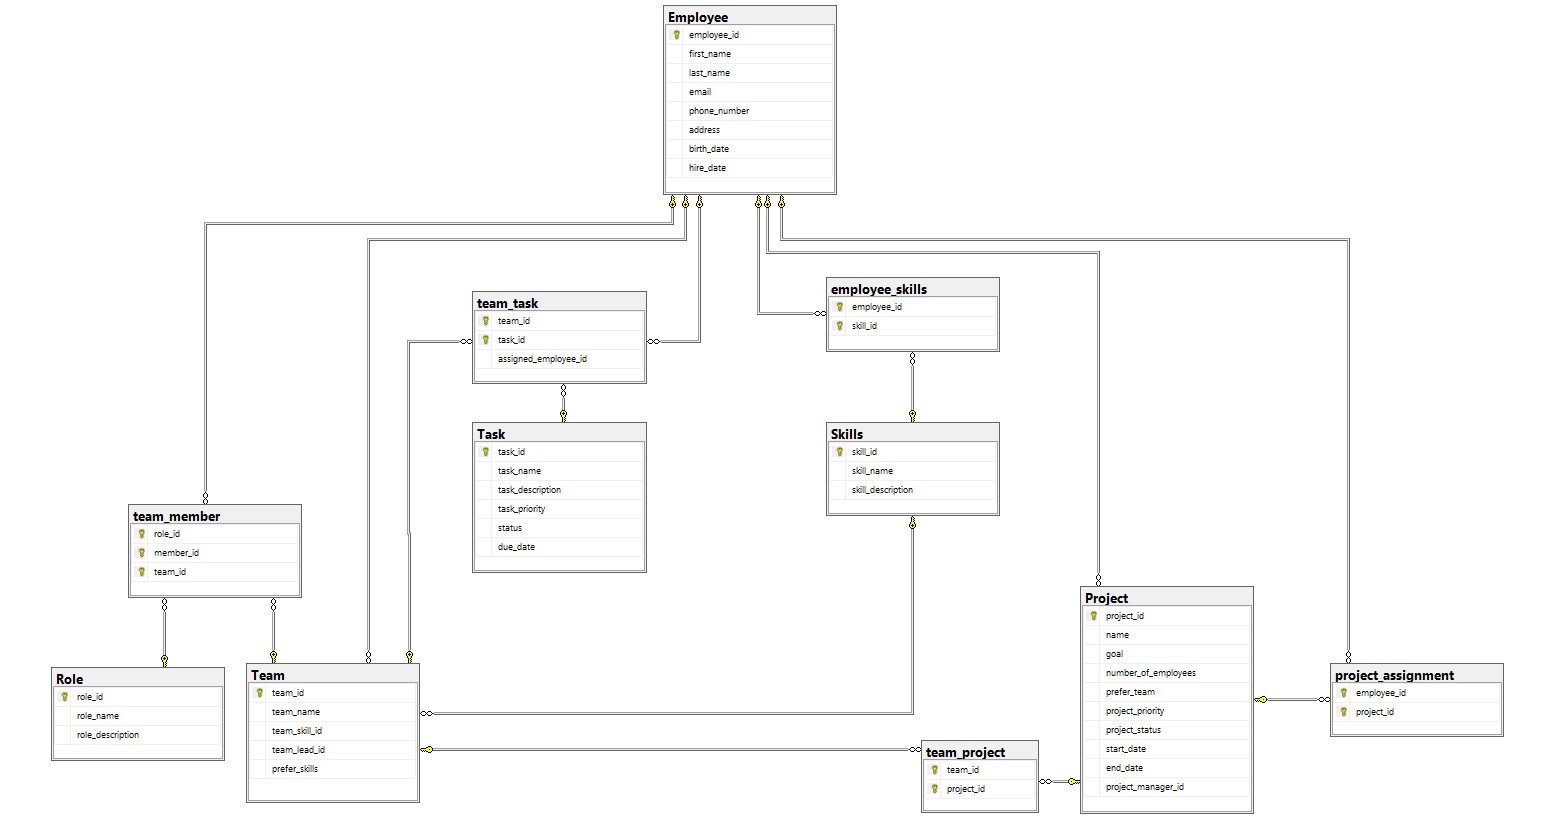 Employee
employee_id
first_name
last_name
email
phone_number
address
birth_date
hire_date
team_task
team_id
task_id
assigned_employee_id
employee_skills
employee_id
skill_id
Task
task_id
task_name
task_description
task_priority
status
due_date
Skills
skill_id
skill_name
skill_description
team_member
role_id
member_id
team_id
Project
project_id
name
goal
number_of_employees
prefer_team
project_priority
project_status
start_date
end_date
project_manager_id
Role
role_id
role_name
role_description
Team
team_id
team_name
team_skill_id
team_lead_id
prefer_skills
project_assignment
employee_id
project_id
team_project
team_id
project_id